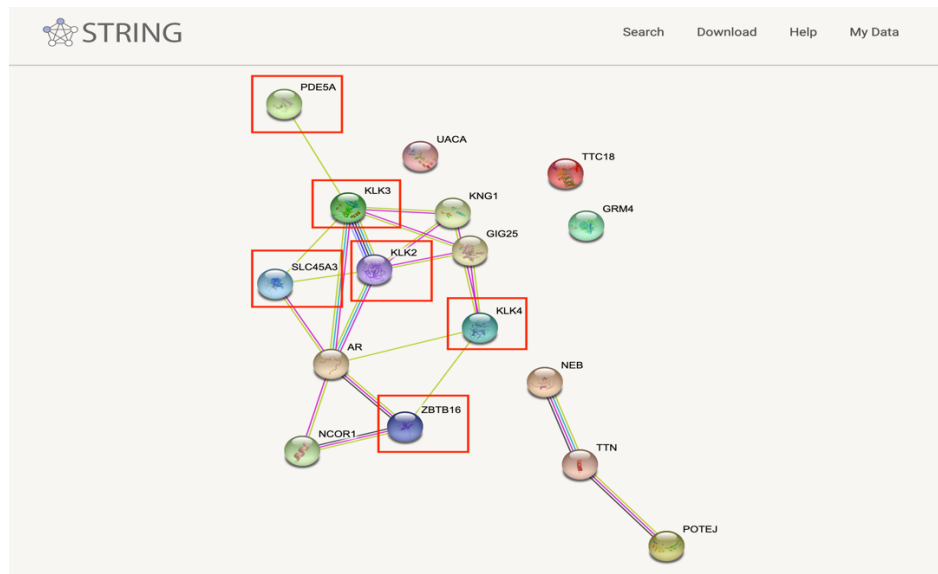 STRING
Search Download Help My Data
PDE5A
UACA
TTC18
KLK3
KNG1
GRM4
GIG25
KLK2
SLC45A3
KLK4
AR
NEB
ZBTB16
NCOR1
TTN
POTEJ